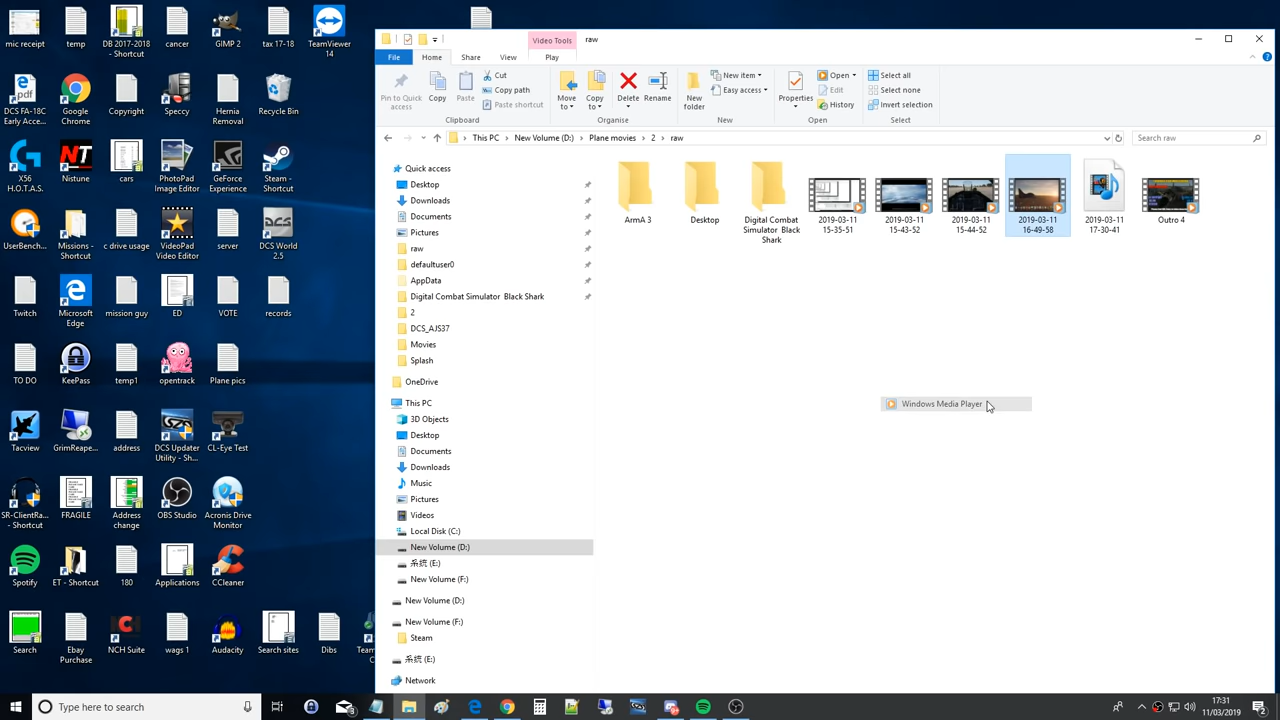 mic receipt
temp
DB 2017-2018
- Shortcut
cancer
GIMP 2
tax 17-18
TeamViewer
14
DCS FA-18C
Early Acce...
Google
Chrome
Copyright
Speccy
Hernia
Removal
Recycle Bin
X56
H.O.T.A.S.
Nistune
cars
PhotoPad
Image Editor
GeForce
Experience
Steam -
Shortcut
UserBench...
Missions -
Shortcut
c drive usage
VideoPad
Video Editor
server
DCS World
2.5
Twitch
Microsoft
Edge
mission guy
ED
VOTE
records
TO DO
KeePass
temp1
opentrack
Plane pics
Tacview
GrimReape...
address
DCS Updater
Utility - Sh...
CL-Eye Test
SR-ClientRa...
- Shortcut
FRAGILE
Address
change
OBS Studio
Acronis Drive
Monitor
Spotify
ET - Shortcut
180
Applications
CCleaner
Search
Ebay
Purchase
NCH Suite
wags 1
Audacity
Search sites
Dibs
Video Tools
raw
File
Home
Share
View
Play
Pin to Quick
access
Copy
Paste
Cut
Copy path
Paste shortcut
Clipboard
Move
to
Copy
to
Delete
Rename
Organise
New
folder
New item
Easy access
New
Properties
Open
Edit
History
Open
Select all
Select none
Invert selection
Select
This PC
New Volume (D:)
Plane movies
2
raw
Search raw
Quick access
Desktop
Downloads
Documents
Pictures
raw
defaultuser0
AppData
Digital Combat Simulator Black Shark
2
DCS_AJS37
Movies
Splash
OneDrive
This PC
3D Objects
Desktop
Documents
Downloads
Music
Pictures
Videos
Local Disk (C:)
New Volume (D:)
系统 (E:)
New Volume (F:)
New Volume (D:)
New Volume (F:)
Steam
系统 (E:)
Network
ArmA 3
Desktop
Digital Combat
Simulator Black
Shark
2019-03-11
15-35-51
2019-03-11
15-43-52
2019-03-11
15-44-52
2019-03-11
16-49-58
2019-03-11
17-30-41
Outro 4
Windows Media Player
Type here to search
17:31
11/03/2019